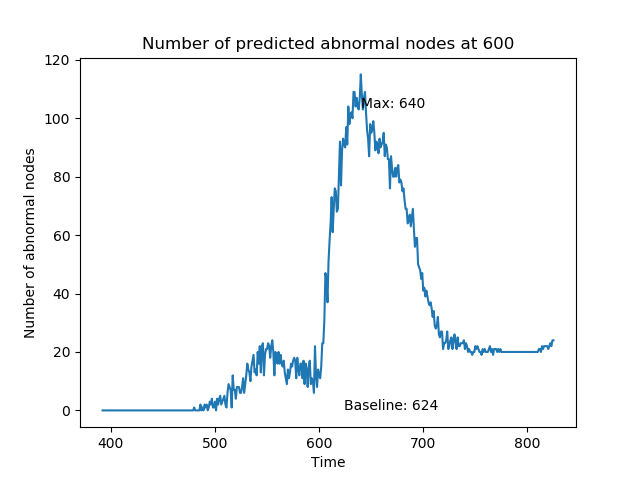 Number of predicted abnormal nodes at 600
120
100
80
60
40
20
0
Number of abnormal nodes
Max: 640
Baseline: 624
400 500 600 700 800
Time